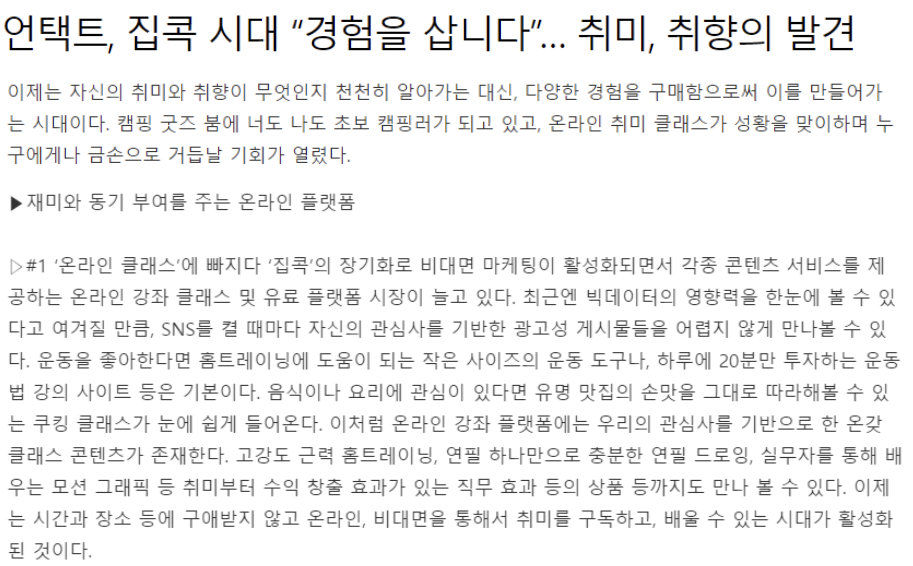 언택트, 집콕 시대 “경험을 삽니다”… 취미, 취향의 발견
이제는 자신의 취미와 취향이 무엇인지 천천히 알아가는 대신, 다양한 경험을 구매함으로써 이를 만들어가
는 시대이다. 캠핑 굿즈 붐에 너도 나도 초보 캠핑러가 되고 있고, 온라인 취미 클래스가 성황을 맞이하며 누
구에게나 금손으로 거듭날 기회가 열렸다.
▶재미와 동기 부여를 주는 온라인 플랫폼
▷#1 ‘온라인 클래스’에 빠지다 ‘집콕’의 장기화로 비대면 마케팅이 활성화되면서 각종 콘텐츠 서비스를 제
공하는 온라인 강좌 클래스 및 유료 플랫폼 시장이 늘고 있다. 최근엔 빅데이터의 영향력을 한눈에 볼 수 있
다고 여겨질 만큼, SNS를 켤 때마다 자신의 관심사를 기반한 광고성 게시물들을 어렵지 않게 만나볼 수 있
다. 운동을 좋아한다면 홈트레이닝에 도움이 되는 작은 사이즈의 운동 도구나, 하루에 20분만 투자하는 운동
법 강의 사이트 등은 기본이다. 음식이나 요리에 관심이 있다면 유명 맛집의 손맛을 그대로 따라해볼 수 있
는 쿠킹 클래스가 눈에 쉽게 들어온다. 이처럼 온라인 강좌 플랫폼에는 우리의 관심사를 기반으로 한 온갖
클래스 콘텐츠가 존재한다. 고강도 근력 홈트레이닝, 연필 하나만으로 충분한 연필 드로잉, 실무자를 통해 배
우는 모션 그래픽 등 취미부터 수익 창출 효과가 있는 직무 효과 등의 상품 등까지도 만나 볼 수 있다. 이제
는 시간과 장소 등에 구애받지 않고 온라인, 비대면을 통해서 취미를 구독하고, 배울 수 있는 시대가 활성화
된 것이다.